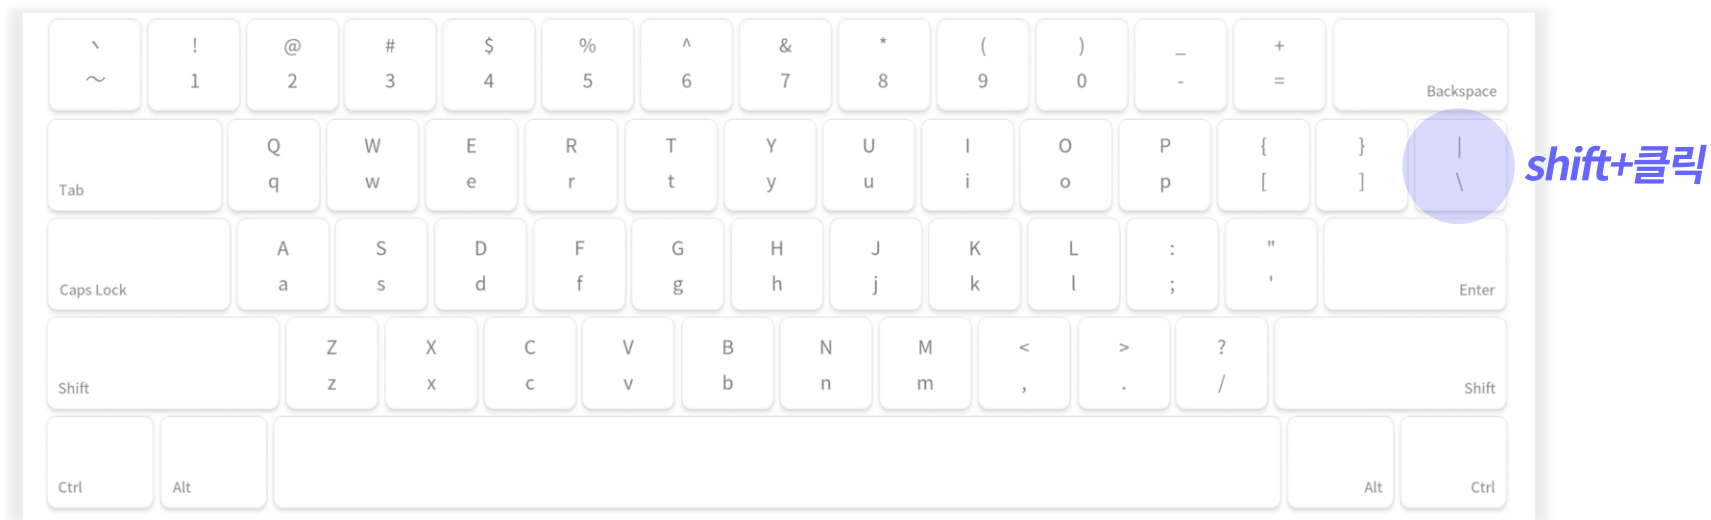 、 ! @ # $ % ^ & * ( ) _ +
～ 1 2 3 4 5 6 7 8 9 0 - = Backspace
Q W E R T Y U I O P { } |
Tab q w e r t y u i o p [ ] \ shift+클릭
A S D F G H J K L : "
Caps Lock a s d f g h j k l ; ' Enter
Z X C V B N M < > ?
Shift z x c v b n m , . / Shift
Ctrl Alt Alt Ctrl